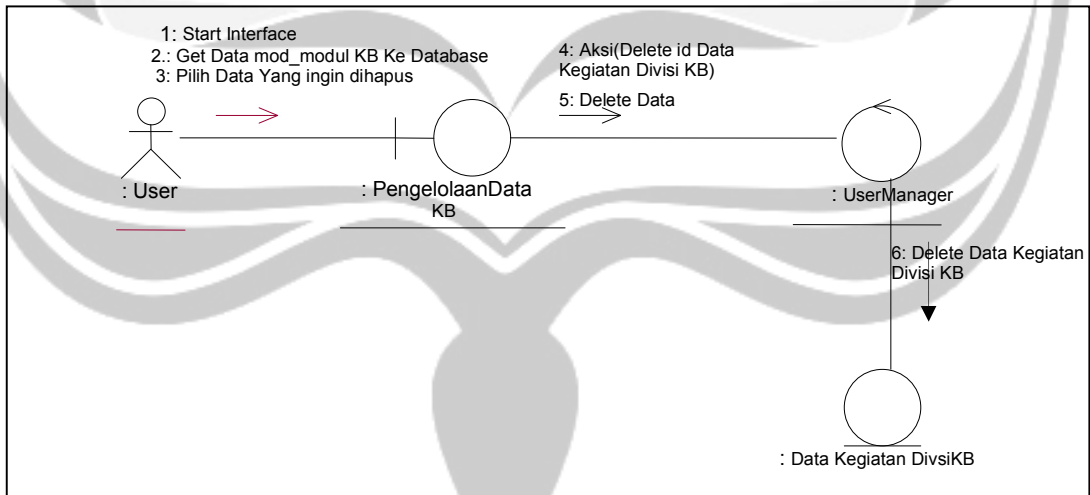 1: Start Interface
2.: Get Data mod_modul KB Ke Database
3: Pilih Data Yang ingin dihapus
4: Aksi(Delete id Data
Kegiatan Divisi KB)
5: Delete Data
: User
: PengelolaanData
KB
: UserManager
6: Delete Data Kegiatan
Divisi KB
: Data Kegiatan DivsiKB